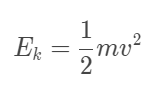 $E_k = \frac{1}{2}mv^2$